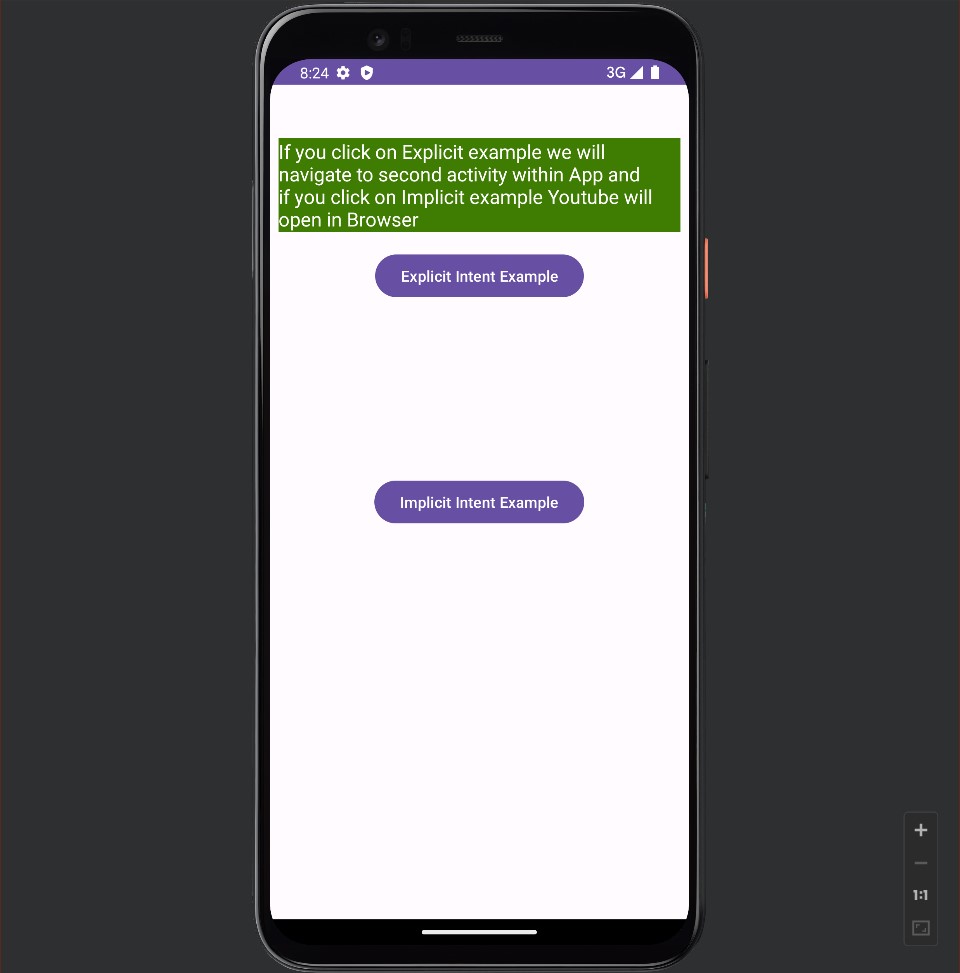 8:24
3G
If you click on Explicit example we will
navigate to second activity within App and
if you click on Implicit example Youtube will
open in Browser
Explicit Intent Example
Implicit Intent Example
1:1